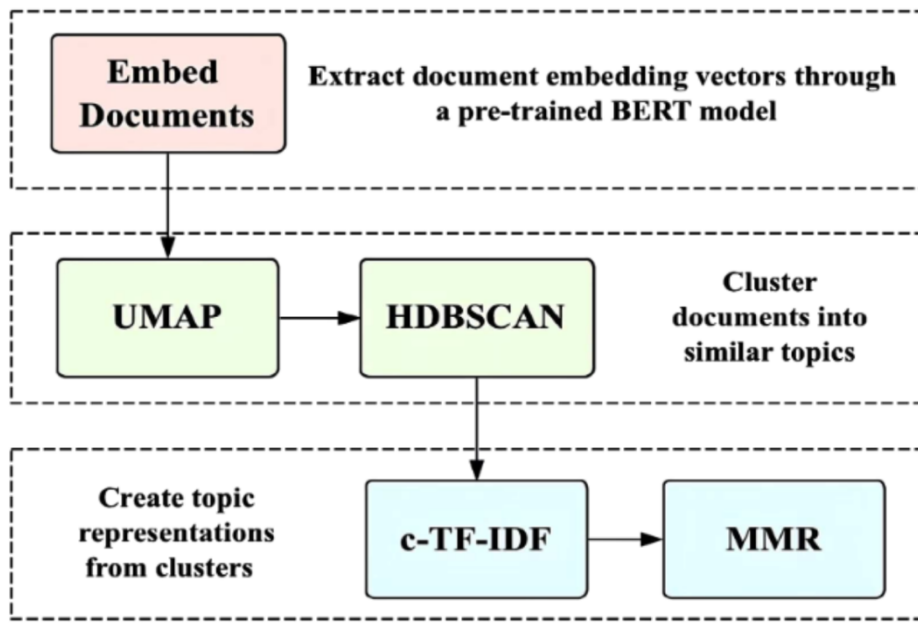 Embed
Documents
Extract document embedding vectors through
a pre-trained BERT model
UMAP
HDBSCAN
Cluster
documents into
similar topics
Create topic
representations
from clusters
c-TF-IDF
MMR